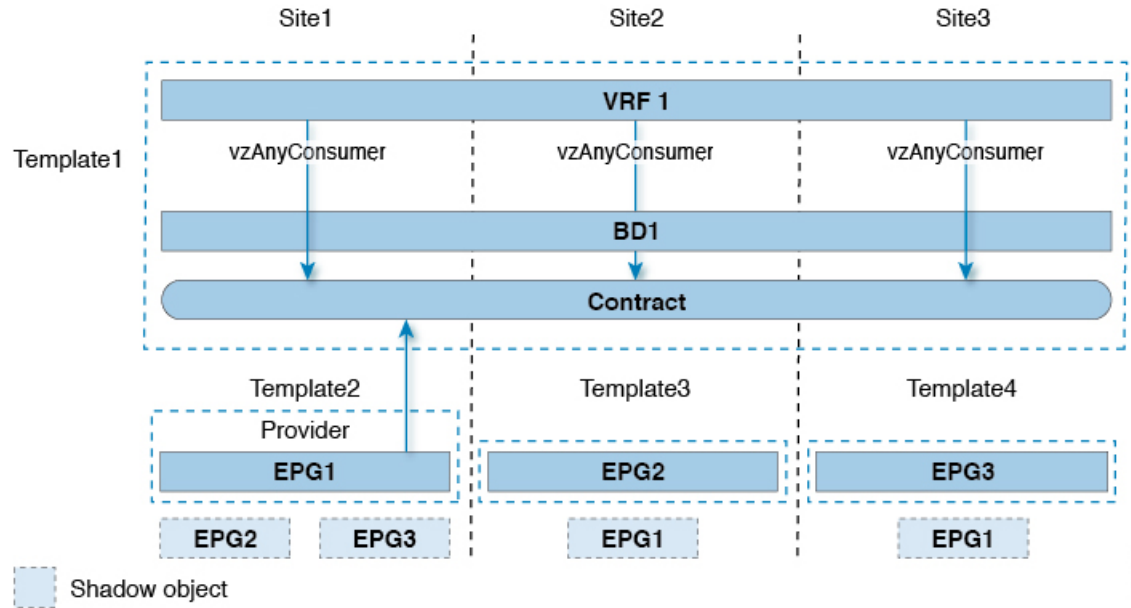 Site1
Site2
Site3
VRF 1
Template1
vzAnyConsumer
vzAnyConsumer
vzAnyConsumer
BD1
Contract
Template2
Template3
Template4
Provider
EPG1
EPG2
EPG3
EPG2
EPG3
EPG1
EPG1
Shadow object